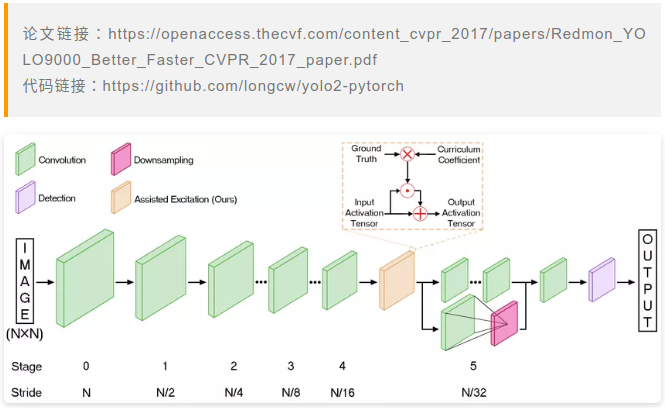 论文链接：https://openaccess.thecvf.com/content_cvpr_2017/papers/Redmon_YO
LO9000_Better_Faster_CVPR_2017_paper.pdf
代码链接：https://github.com/longcw/yolo2-pytorch
Convolution
Downsampling
Detection
Assisted Excitation (Ours)
Ground Truth
Curriculum Coefficient
Input Activation Tensor
Output Activation Tensor
IMAGE
(N×N)
OUTPUT
Stage 0 1 2 3 4 5
Stride N N/2 N/4 N/8 N/16 N/32